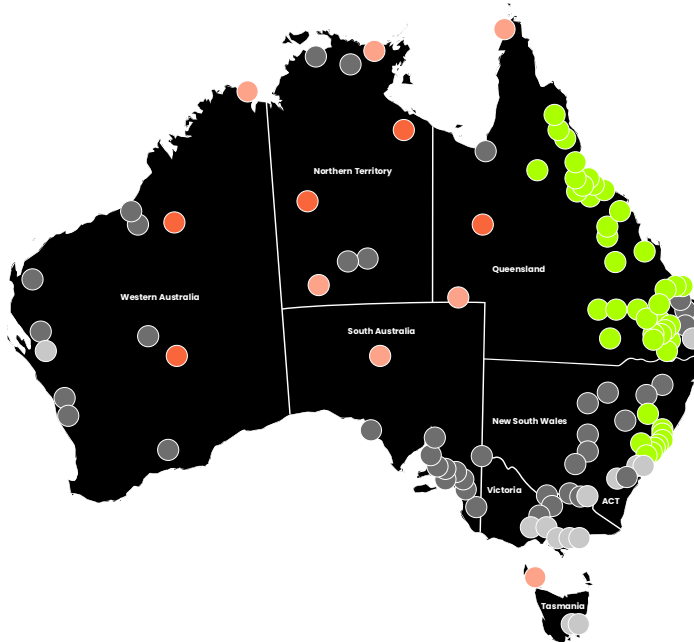 Northern Territory
Queensland
Western Australia
South Australia
New South Wales
Victoria
ACT
Tasmania